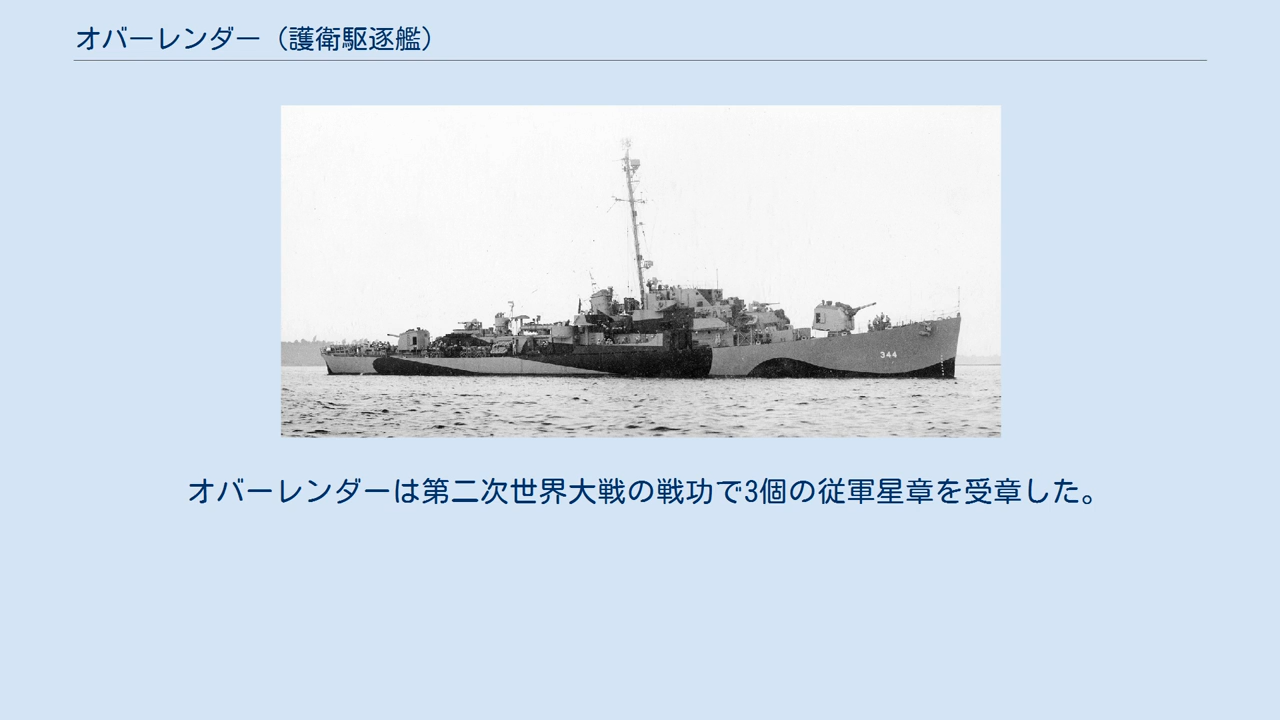 オバーレンダー（護衛駆逐艦）
344
オバーレンダーは第二次世界大戦の戦功で3個の従軍星章を受章した。